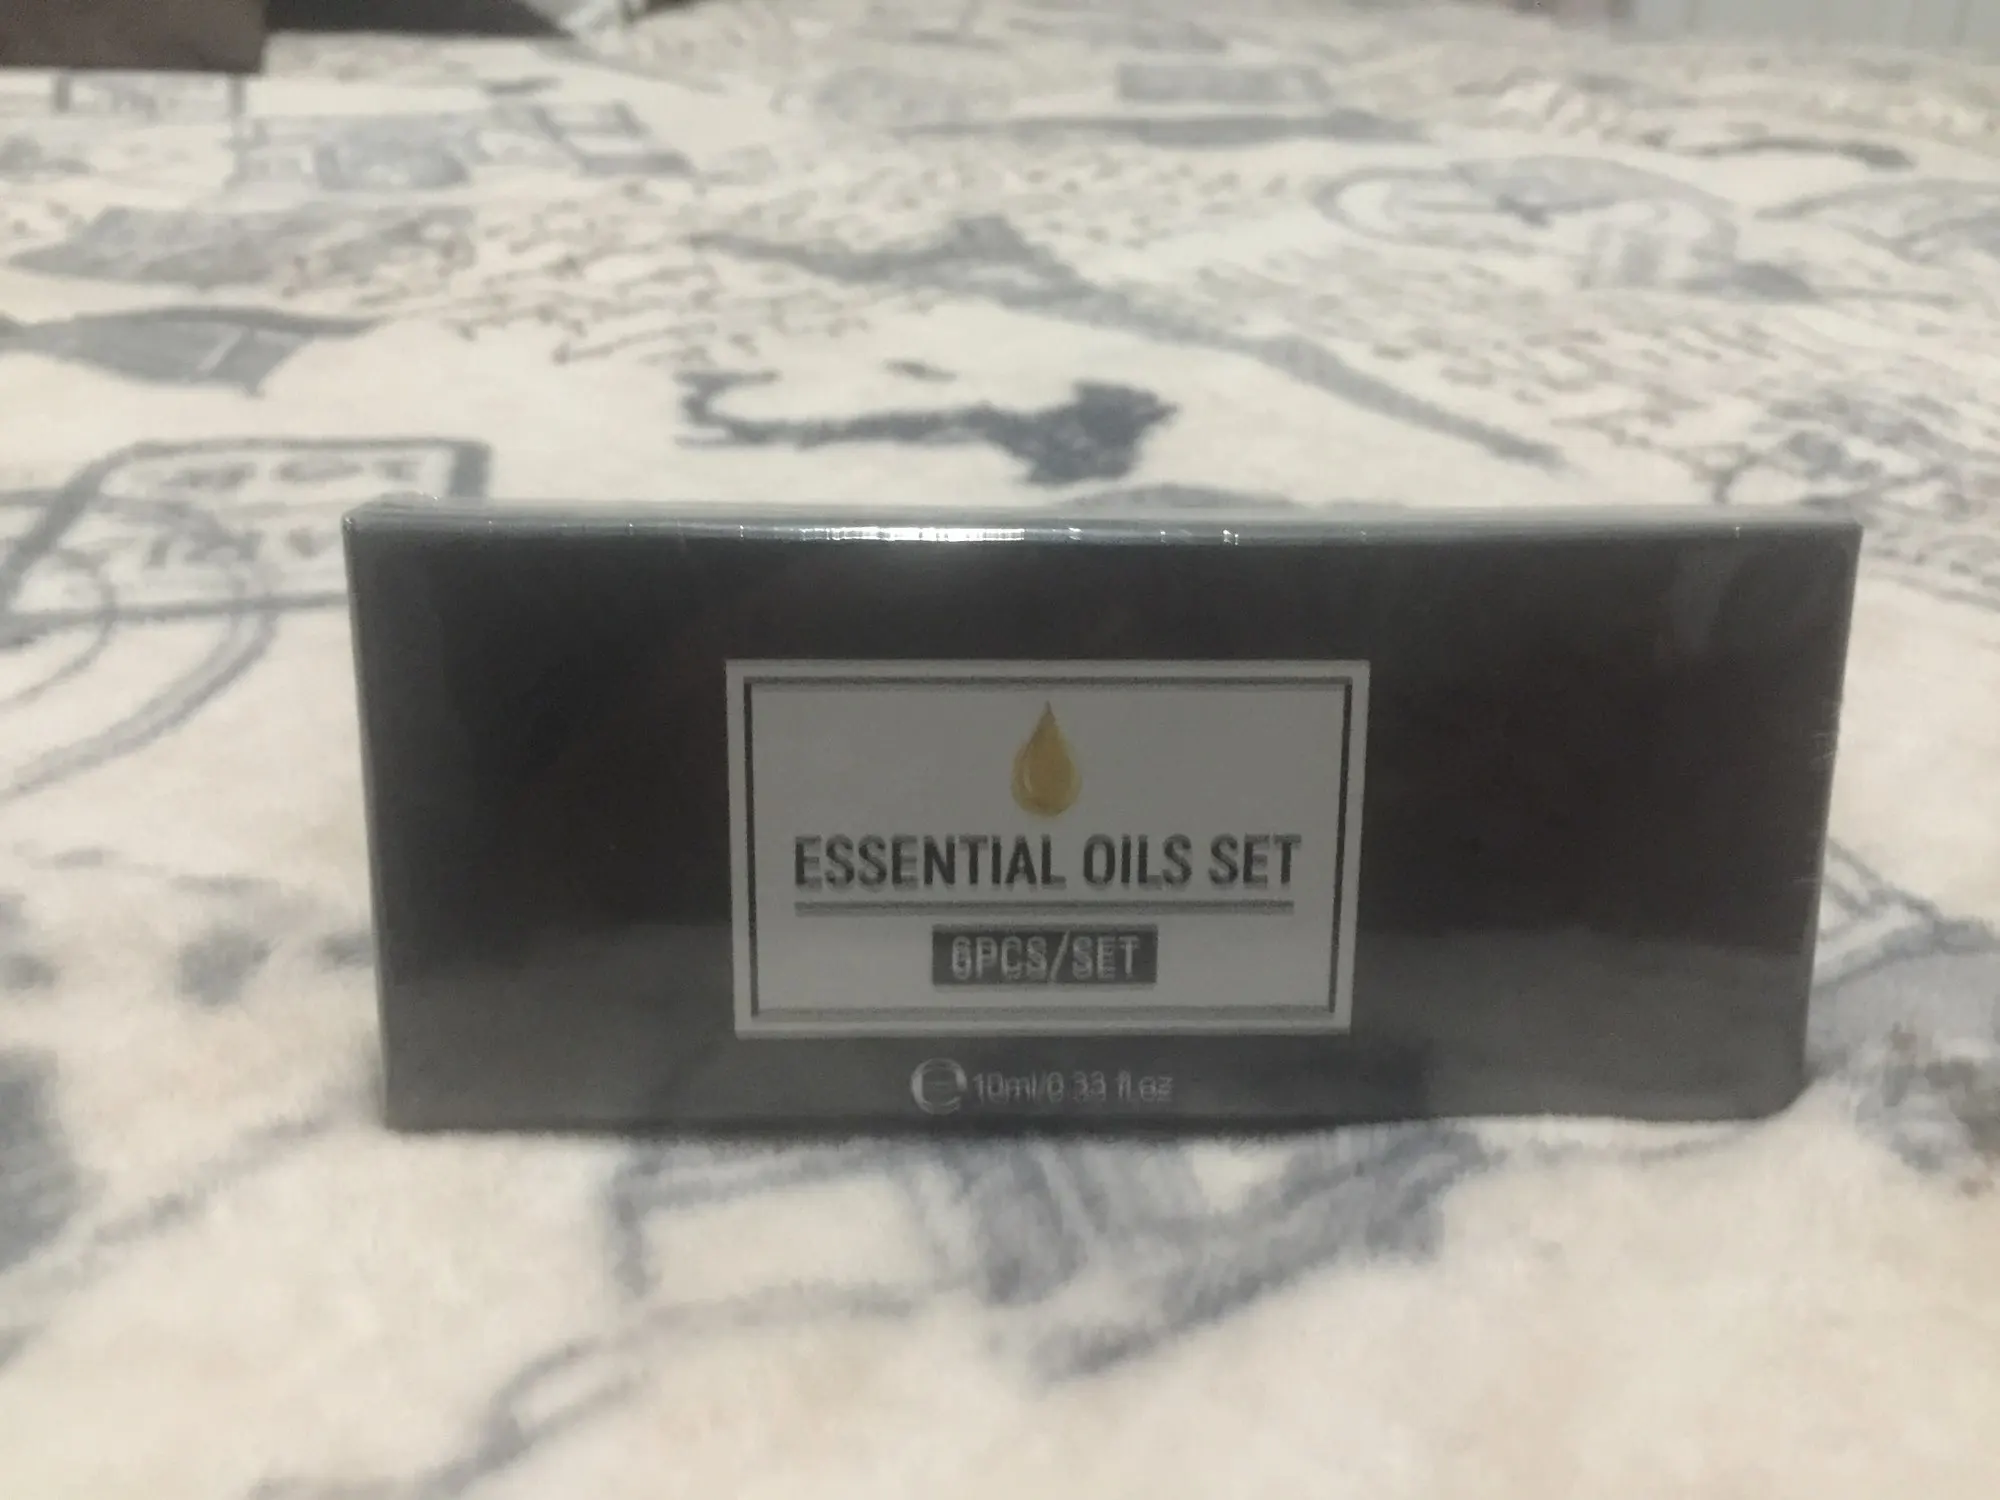 ESSENTIAL OILS SET
6PCS/SET
℮ 10ml/0.33 fl oz